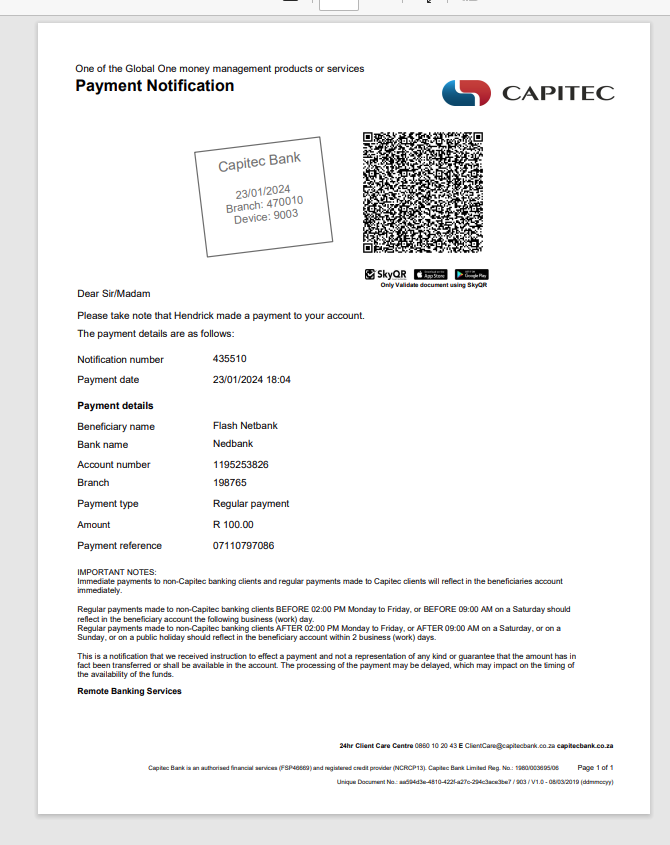 One of the Global One money management products or services
Payment Notification
CAPITEC
Capitec Bank
23/01/2024
Branch: 470010
Device: 9003
SkyQR
App Store
Google Play
Only Validate document using SkyQR
Dear Sir/Madam
Please take note that Hendrick made a payment to your account.
The payment details are as follows:
Notification number 435510
Payment date 23/01/2024 18:04
Payment details
Beneficiary name Flash Netbank
Bank name Nedbank
Account number 1195253826
Branch 198765
Payment type Regular payment
Amount R 100.00
Payment reference 07110797086
IMPORTANT NOTES:
Immediate payments to non-Capitec banking clients and regular payments made to Capitec clients will reflect in the beneficiaries account
immediately.
Regular payments made to non-Capitec banking clients BEFORE 02:00 PM Monday to Friday, or BEFORE 09:00 AM on a Saturday should
reflect in the beneficiary account the following business (work) day.
Regular payments made to non-Capitec banking clients AFTER 02:00 PM Monday to Friday, or AFTER 09:00 AM on a Saturday, or on a
Sunday, or on a public holiday should reflect in the beneficiary account within 2 business (work) days.
This is a notification that we received instruction to effect a payment and not a representation of any kind or guarantee that the amount has in
fact been transferred or shall be available in the account. The processing of the payment may be delayed, which may impact on the timing of
the availability of the funds.
Remote Banking Services
24hr Client Care Centre 0860 10 20 43 E ClientCare@capitecbank.co.za capitecbank.co.za
Capitec Bank is an authorised financial services (FSP46669) and registered credit provider (NCRCP13). Capitec Bank Limited Reg. No.: 1980/003695/06 Page 1 of 1
Unique Document No.: aa594d3e-4810-422f-a27c-294c3ace3be7 / 903 / V1.0 - 08/03/2019 (ddmmccyy)